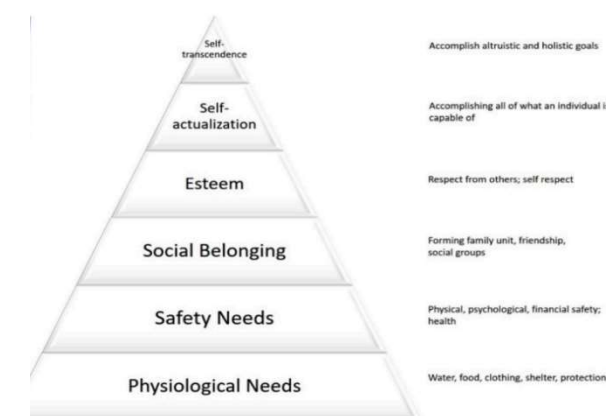 Self-
transcendence
Accomplish altruistic and holistic goals
Self-
actualization
Accomplishing all of what an individual i
capable of
Esteem
Respect from others; self respect
Social Belonging
Forming family unit, friendship,
social groups
Safety Needs
Physical, psychological, financial safety;
health
Physiological Needs
Water, food, clothing, shelter, protection